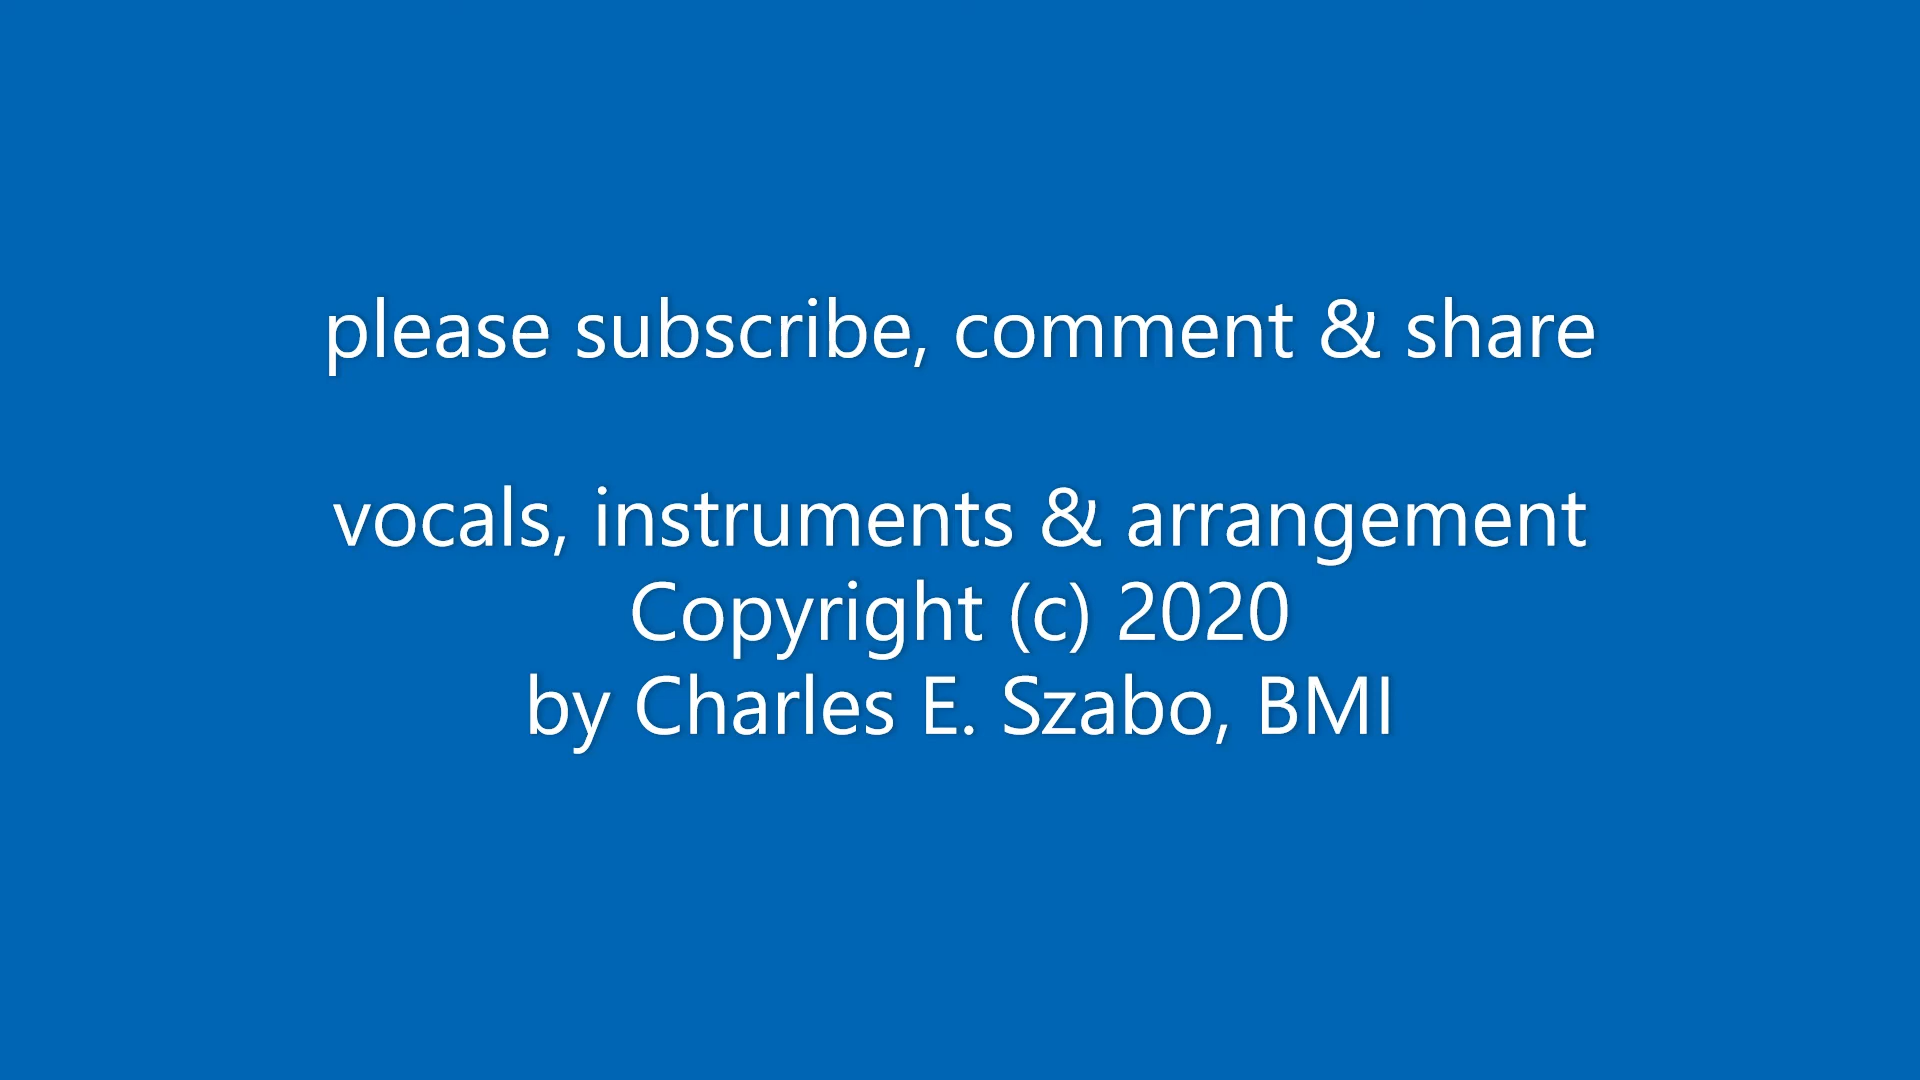 please subscribe, comment & share
vocals, instruments & arrangement
Copyright (c) 2020
by Charles E. Szabo, BMI